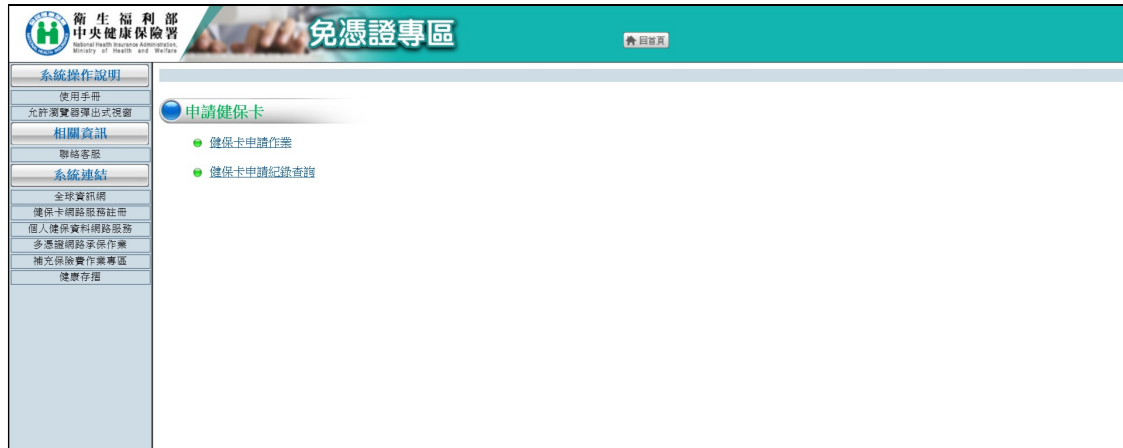 衛生福利部
中央健康保險署
National Health Insurance Administration,
Ministry of Health and Welfare
免憑證專區
回首頁
系統操作說明
使用手冊
允許瀏覽器彈出式視窗
相關資訊
聯絡客服
系統連結
全球資訊網
健保卡網路服務註冊
個人健保資料網路服務
多憑證網路承保作業
補充保險費作業專區
健康存摺
申請健保卡
健保卡申請作業
健保卡申請紀錄查詢